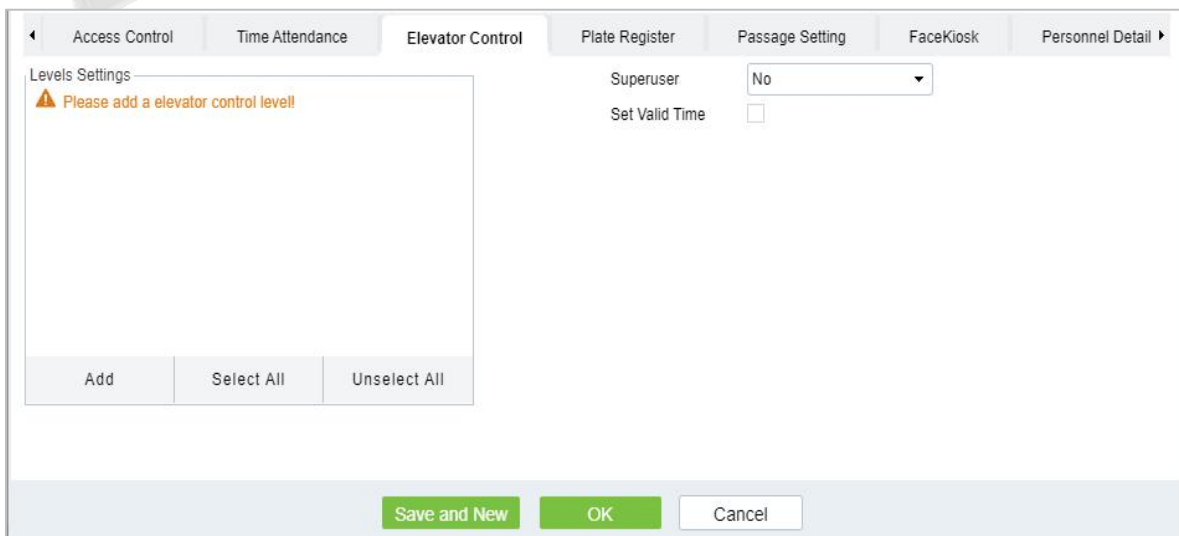 Access Control Time Attendance Elevator Control Plate Register Passage Setting FaceKiosk Personnel Detail
Levels Settings
Please add a elevator control level!
Add Select All Unselect All
Superuser No
Set Valid Time
Save and New OK Cancel